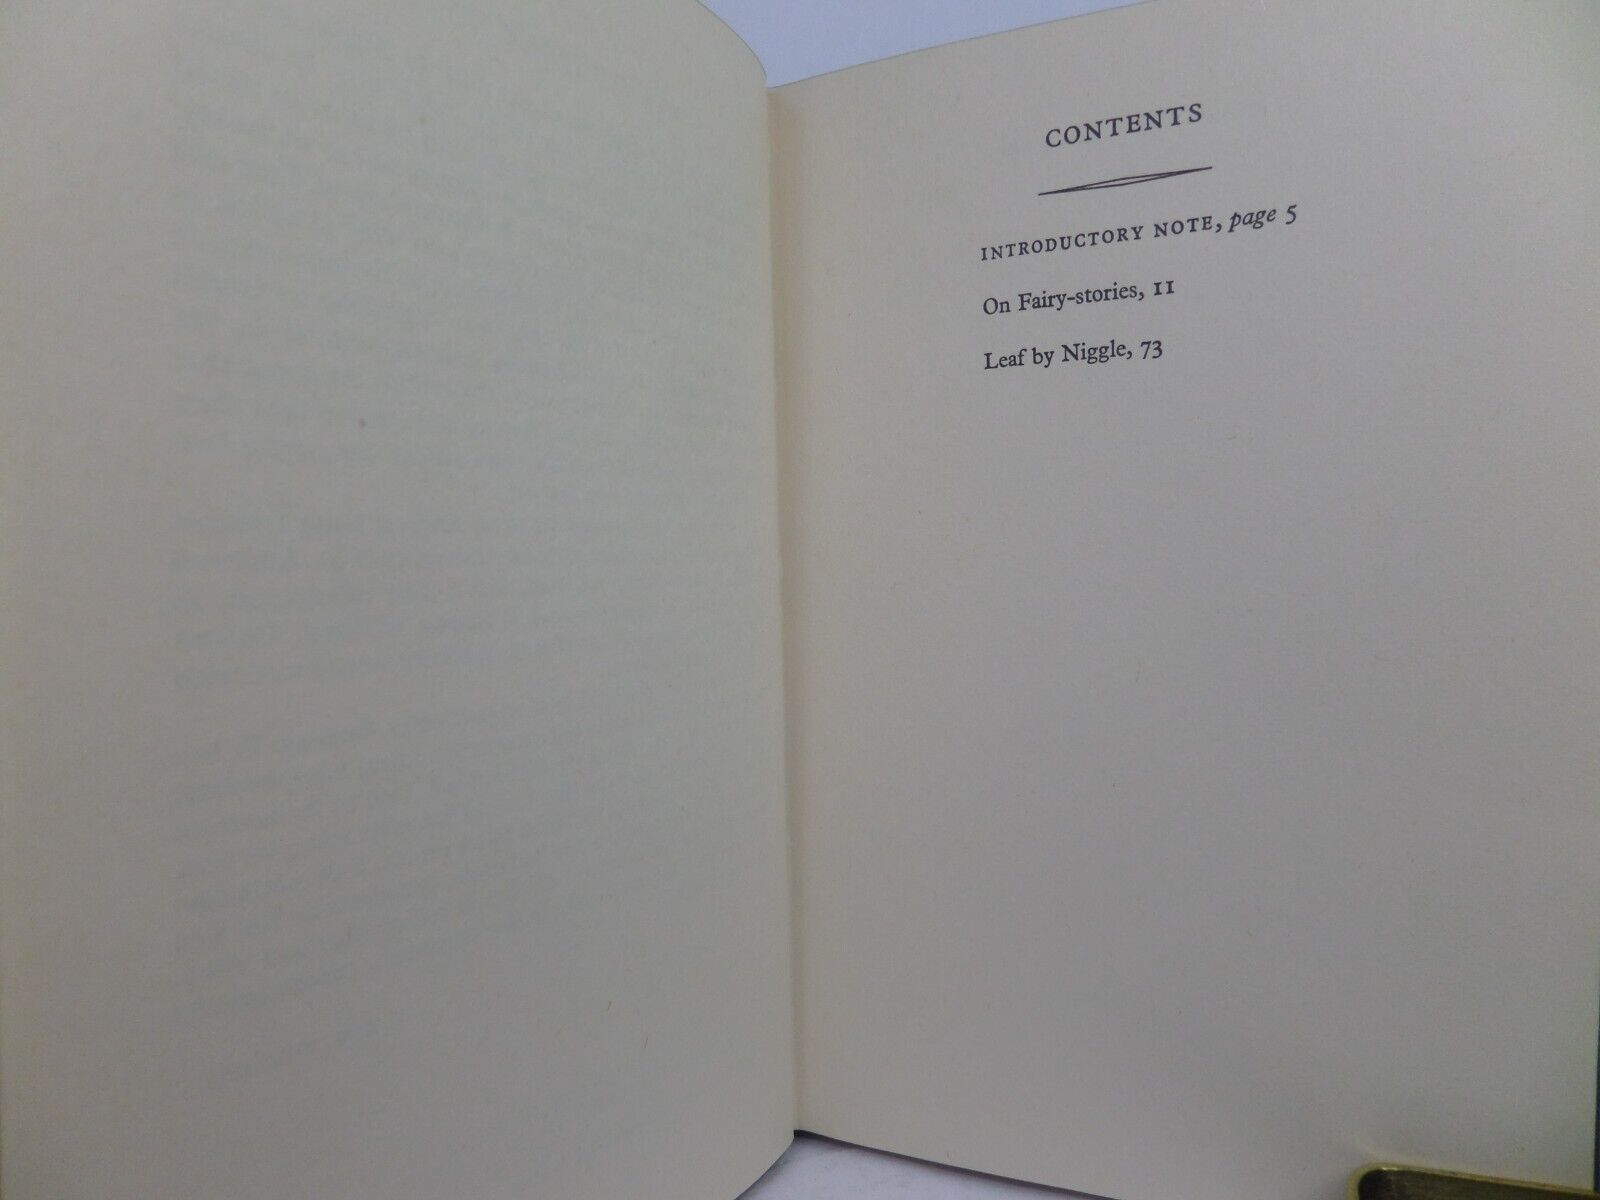 CONTENTS
INTRODUCTORY NOTE, page 5
On Fairy-stories, 11
Leaf by Niggle, 73